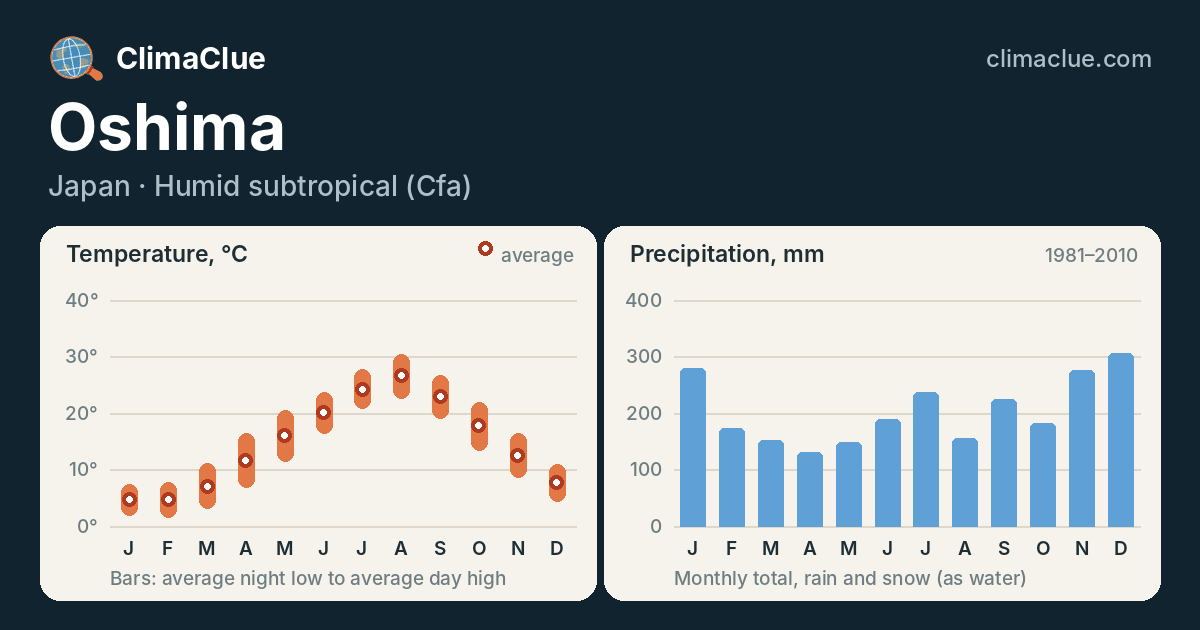 ClimaClue
climaclue.com
Oshima
Japan · Humid subtropical (Cfa)
Temperature, °C
average
40°
30°
20°
10°
0°
J F M A M J J A S O N D
Bars: average night low to average day high
Precipitation, mm
1981–2010
400
300
200
100
0
J F M A M J J A S O N D
Monthly total, rain and snow (as water)